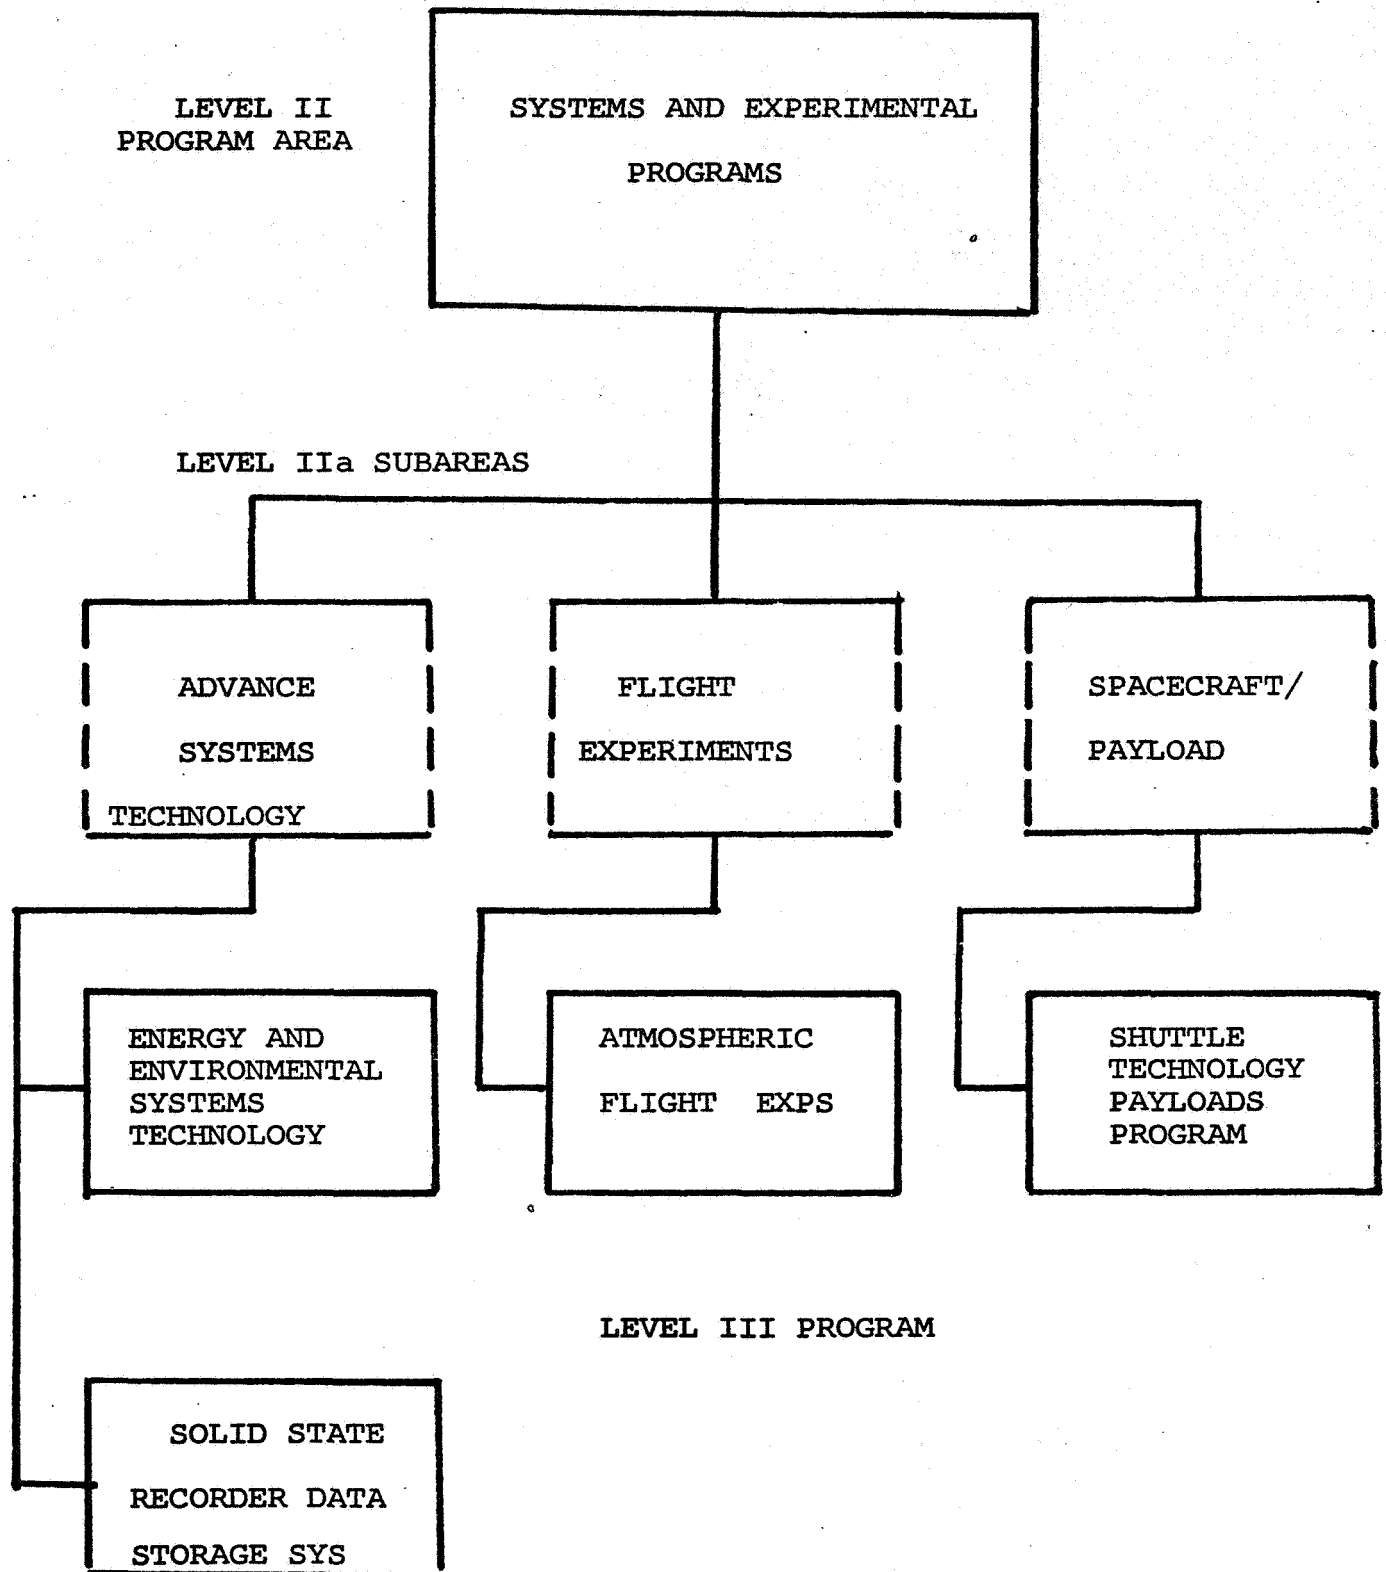 LEVEL II
PROGRAM AREA
SYSTEMS AND EXPERIMENTAL
PROGRAMS
LEVEL IIa SUBAREAS
ADVANCE
SYSTEMS
TECHNOLOGY
FLIGHT
EXPERIMENTS
SPACECRAFT/
PAYLOAD
ENERGY AND
ENVIRONMENTAL
SYSTEMS
TECHNOLOGY
ATMOSPHERIC
FLIGHT EXPS
SHUTTLE
TECHNOLOGY
PAYLOADS
PROGRAM
LEVEL III PROGRAM
SOLID STATE
RECORDER DATA
STORAGE SYS